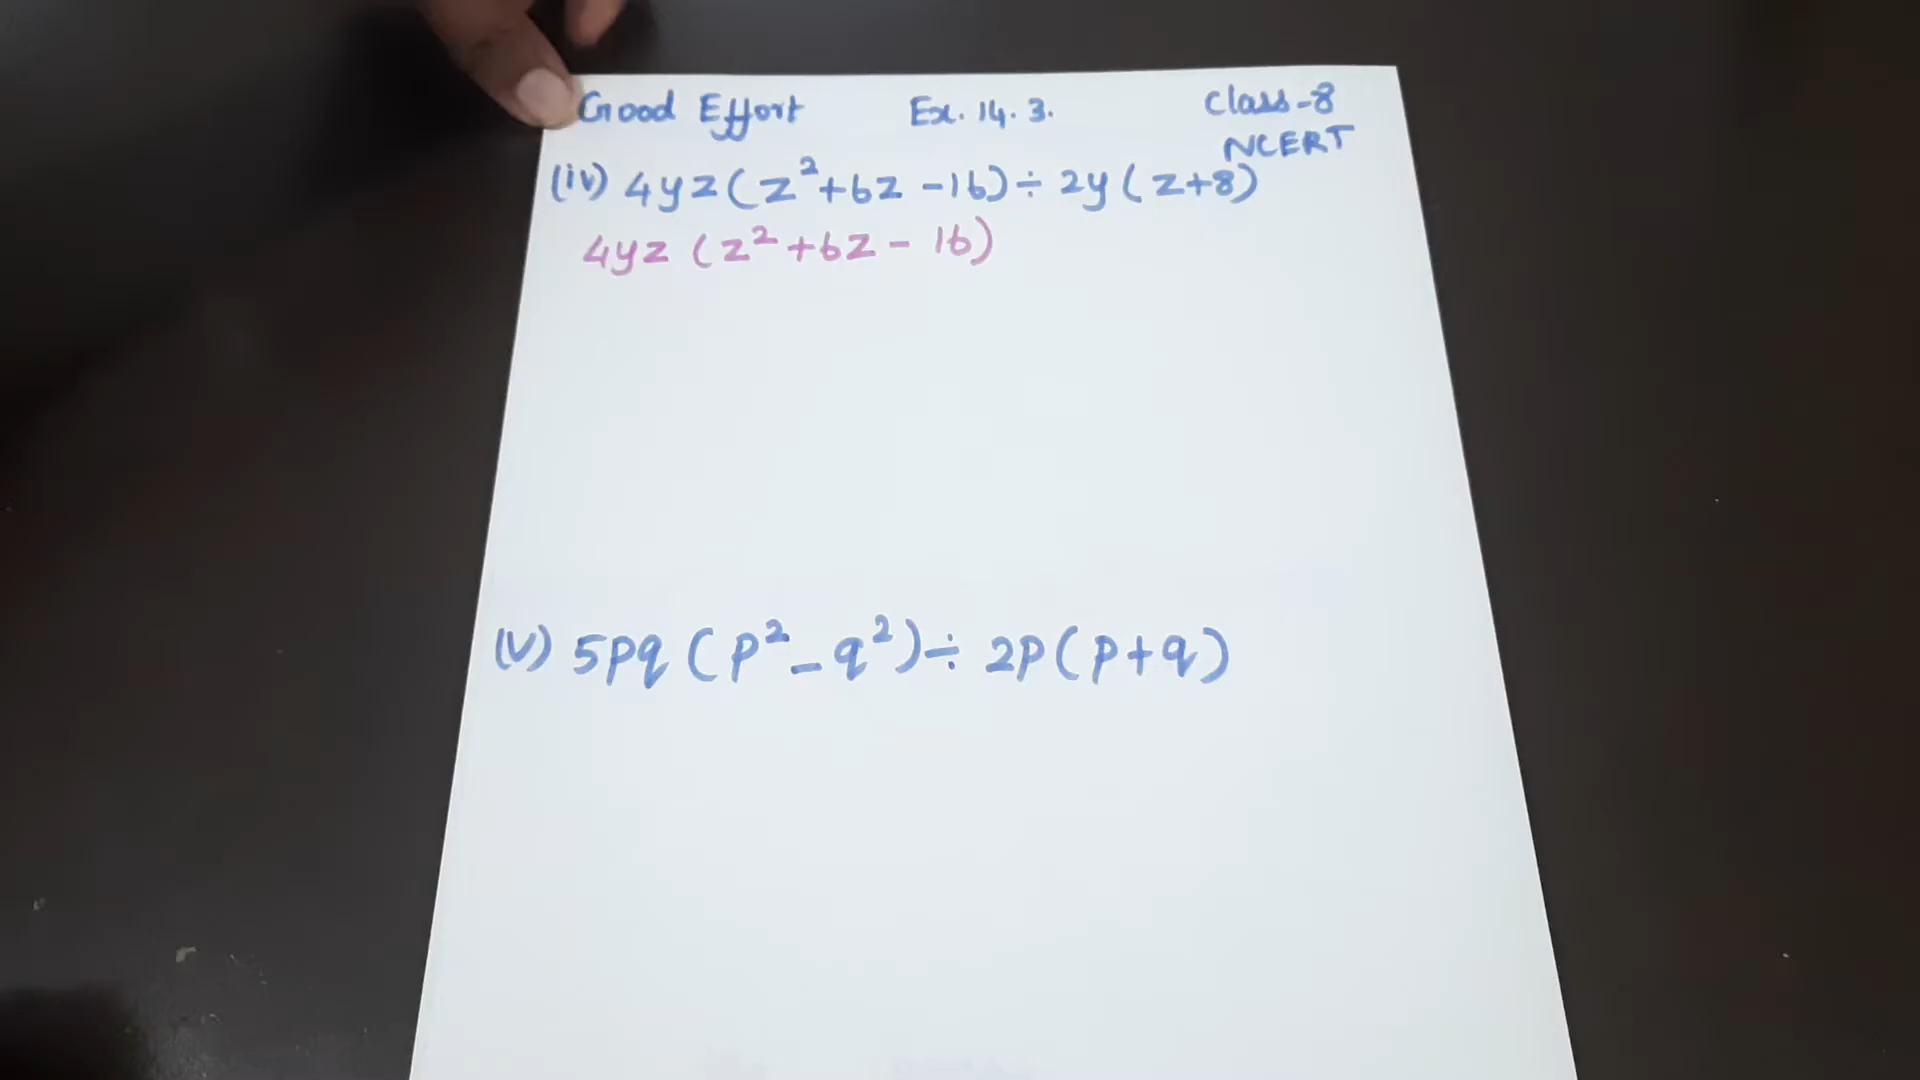 Good Effort Ex. 14.3. Class-8
NCERT
(iv) 4yz(z²+6z-16)÷2y(z+8)
4yz(z²+6z-16)
(v) 5pq(p²-q²)÷2p(p+q)